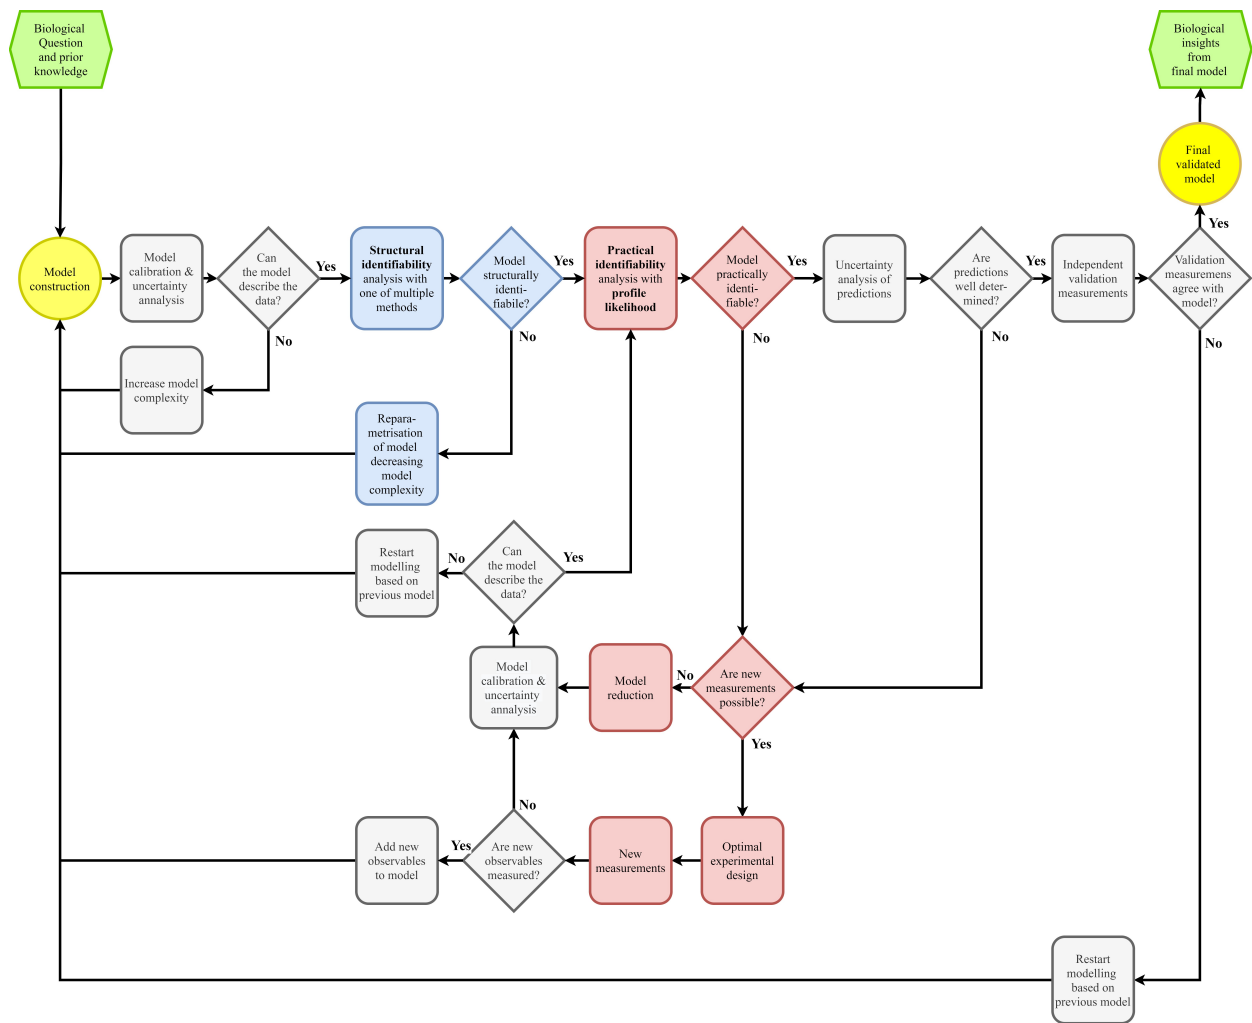 Biological
Question
and prior
knowledge
Biological
insights
from
final model
Final
validated
model
Yes
Model
construction
Model
calibration &
uncertainty
annalysis
Can
the model
describe the
data?
Yes
No
Structural
identifiability
analysis with
one of multiple
methods
Model
structurally
identi-
fiabile?
Yes
No
Practical
identifiability
analysis with
profile
likelihood
Model
practically
identi-
fiable?
Yes
No
Uncertainty
analysis of
predictions
Are
predictions
well deter-
mined?
Yes
No
Independent
validation
measurements
Validation
measuremens
agree with
model?
No
Increase model
complexity
Repara-
metrisation
of model
decreasing
model
complexity
Restart
modelling
based on
previous model
No
Can
the model
describe the
data?
Yes
Model
calibration &
uncertainty
annalysis
Model
reduction
No
Are new
measurements
possible?
Yes
No
Add new
observables
to model
Yes
Are new
observables
measured?
New
measurements
Optimal
experimental
design
Restart
modelling
based on
previous model